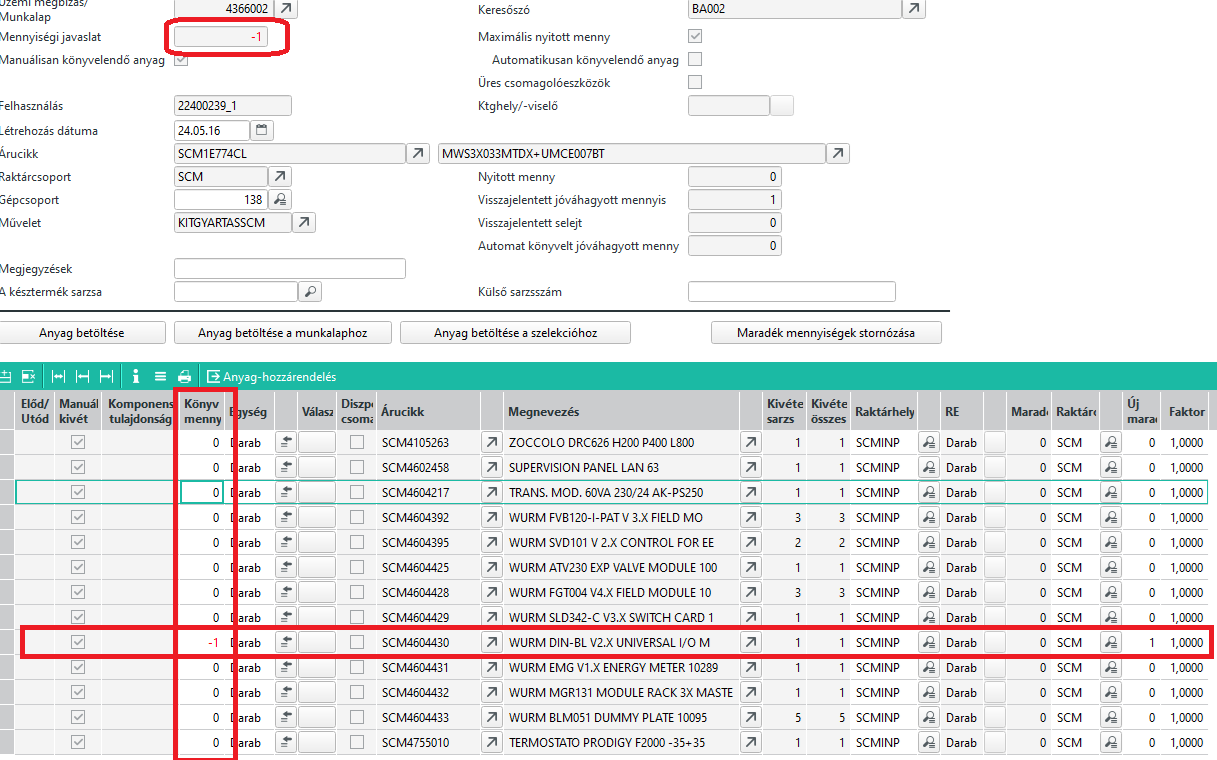 Üzemi megbízás/ 4366002 Keresőszó BA002
Munkalap
Mennyiségi javaslat -1 Maximális nyitott menny
Manuálisan könyvelendő anyag Automatikusan könyvelendő anyag
Üres csomagolóeszközök
Felhasználás 22400239_1 Ktghely/-viselő
Létrehozás dátuma 24.05.16
Árucikk SCM1E774CL MWS3X033MTDX+UMCE007BT
Raktárcsoport SCM Nyitott menny 0
Gépcsoport 138 Visszajelentett jóváhagyott mennyis 1
Művelet KITGYARTASSCM Visszajelentett selejt 0
Automat könyvelt jóváhagyott menny 0
Megjegyzések
A késztermék sarzsa Külső sarzsszám
Anyag betöltése Anyag betöltése a munkalaphoz Anyag betöltése a szelekcióhoz Maradék mennyiségek stornózása
Anyag-hozzárendelés
Előd/ Manuál Komponens Könyv Egység Válasz Diszpo Árucikk Megnevezés Kivéte Kivéte Raktárhely RE Marad Raktárc Új Faktor
Utód kivét tulajdonság menny csoma sarzs összes mara
0 Darab SCM4105263 ZOCCOLO DRC626 H200 P400 L800 1 1 SCMINP Darab 0 SCM 0 1,0000
0 Darab SCM4602458 SUPERVISION PANEL LAN 63 1 1 SCMINP Darab 0 SCM 0 1,0000
0 Darab SCM4604217 TRANS. MOD. 60VA 230/24 AK-PS250 1 1 SCMINP Darab 0 SCM 0 1,0000
0 Darab SCM4604392 WURM FVB120-I-PAT V 3.X FIELD MO 3 3 SCMINP Darab 0 SCM 0 1,0000
0 Darab SCM4604395 WURM SVD101 V 2.X CONTROL FOR EE 2 2 SCMINP Darab 0 SCM 0 1,0000
0 Darab SCM4604425 WURM ATV230 EXP VALVE MODULE 100 1 1 SCMINP Darab 0 SCM 0 1,0000
0 Darab SCM4604428 WURM FGT004 V4.X FIELD MODULE 10 3 3 SCMINP Darab 0 SCM 0 1,0000
0 Darab SCM4604429 WURM SLD342-C V3.X SWITCH CARD 1 1 1 SCMINP Darab 0 SCM 0 1,0000
-1 Darab SCM4604430 WURM DIN-BL V2.X UNIVERSAL I/O M 1 1 SCMINP Darab 0 SCM 1 1,0000
0 Darab SCM4604431 WURM EMG V1.X ENERGY METER 10289 1 1 SCMINP Darab 0 SCM 0 1,0000
0 Darab SCM4604432 WURM MGR131 MODULE RACK 3X MASTE 1 1 SCMINP Darab 0 SCM 0 1,0000
0 Darab SCM4604433 WURM BLM051 DUMMY PLATE 10095 5 5 SCMINP Darab 0 SCM 0 1,0000
0 Darab SCM4755010 TERMOSTATO PRODIGY F2000 -35+35 1 1 SCMINP Darab 0 SCM 0 1,0000